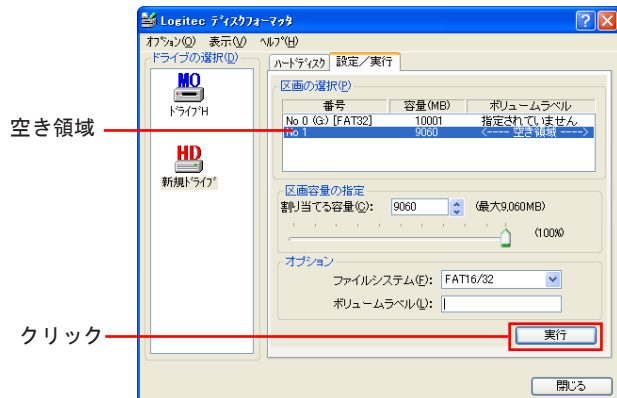 Logitec ディスクフォーマッタ
オプション(O) 表示(V) ヘルプ(H)
ドライブの選択(D)
MO
ドライブH
HD
新規ドライブ
ハードディスク 設定／実行
区画の選択(P)
番号 容量(MB) ボリュームラベル
No 0 (G:) [FAT32] 10001 指定されていません
No 1 9060 <---- 空き領域 ---->
区画容量の指定
割り当てる容量(C): 9060 (最大9,060MB)
(100%)
オプション
ファイルシステム(F): FAT16/32
ボリュームラベル(L):
実行
閉じる
空き領域
クリック